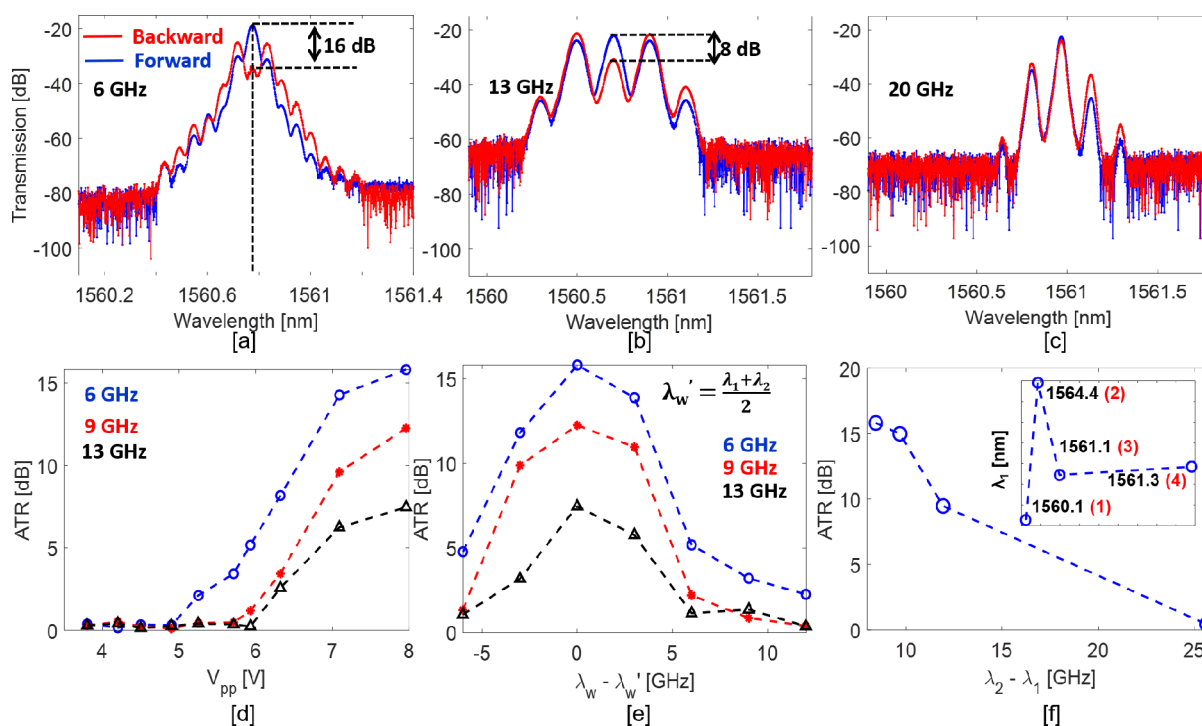 Backward
Forward
16 dB
6 GHz
Transmission [dB]
-20
-40
-60
-80
-100
1560.2 1560.6 1561 1561.4
Wavelength [nm]
[a]
8 dB
13 GHz
-20
-40
-60
-80
-100
1560 1560.5 1561 1561.5
Wavelength [nm]
[b]
20 GHz
-20
-40
-60
-80
-100
1560 1560.5 1561 1561.5
Wavelength [nm]
[c]
6 GHz
9 GHz
13 GHz
ATR [dB]
15
10
5
0
4 5 6 7 8
Vpp [V]
[d]
λw' = (λ1+λ2)/2
6 GHz
9 GHz
13 GHz
ATR [dB]
15
10
5
0
-5 0 5 10
λw - λw' [GHz]
[e]
ATR [dB]
20
15
10
5
0
10 15 20 25
λ2 - λ1 [GHz]
[f]
λ1 [nm]
1564.4 (2)
1561.1 (3)
1561.3 (4)
1560.1 (1)